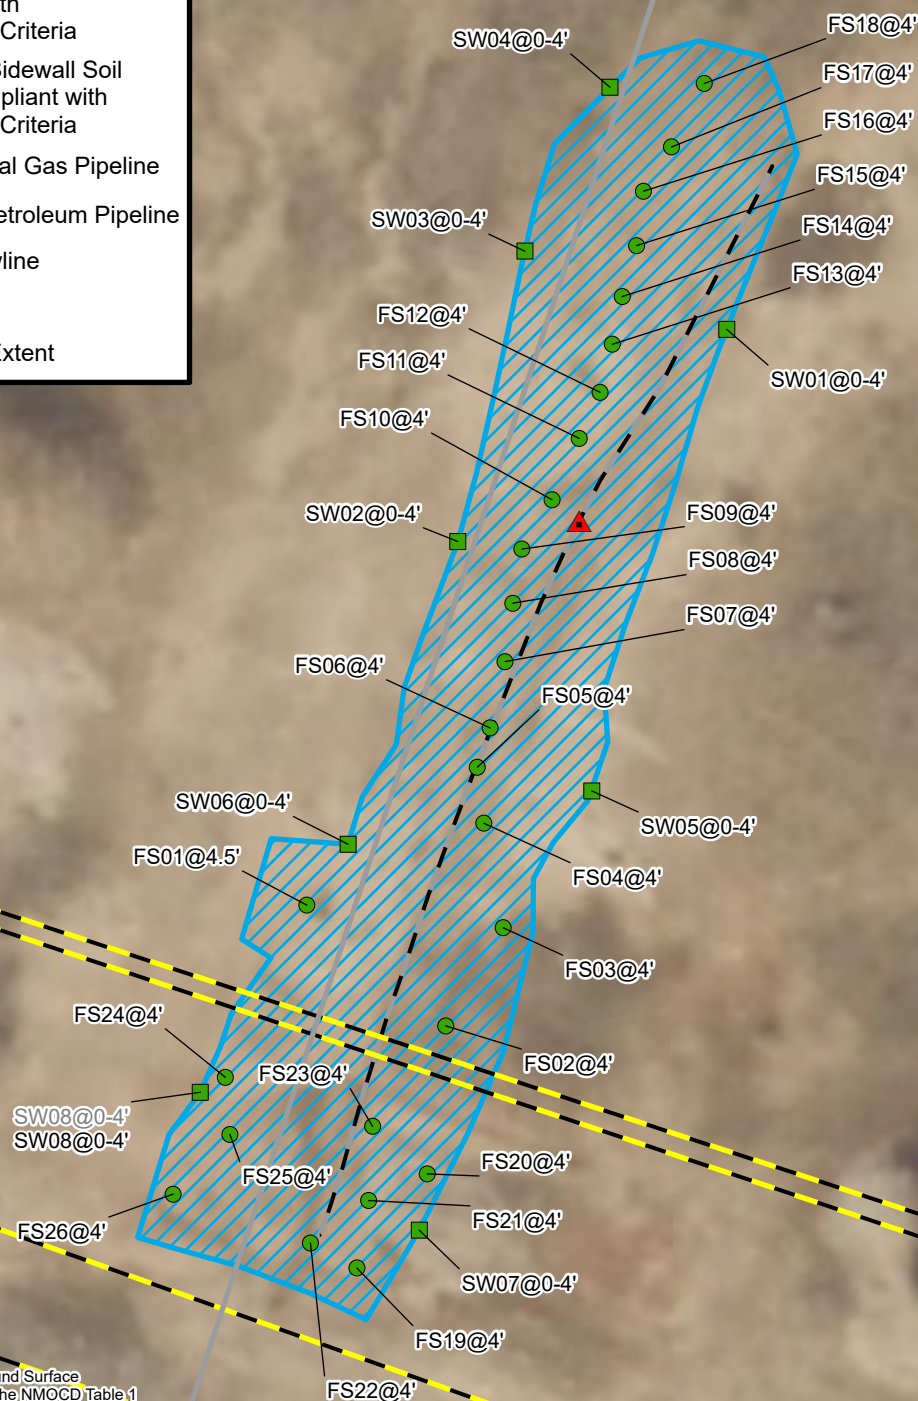 th
Criteria
Sidewall Soil
pliant with
Criteria
al Gas Pipeline
etroleum Pipeline
line
Extent
FS18@4'
SW04@0-4'
FS17@4'
FS16@4'
FS15@4'
SW03@0-4'
FS14@4'
FS13@4'
FS12@4'
FS11@4'
SW01@0-4'
FS10@4'
SW02@0-4'
FS09@4'
FS08@4'
FS07@4'
FS06@4'
FS05@4'
SW06@0-4'
SW05@0-4'
FS01@4.5'
FS04@4'
FS03@4'
FS24@4'
FS02@4'
FS23@4'
SW08@0-4'
SW08@0-4'
FS20@4'
FS25@4'
FS21@4'
FS26@4'
SW07@0-4'
FS19@4'
FS22@4'
nd Surface
he NMOCD Table 1